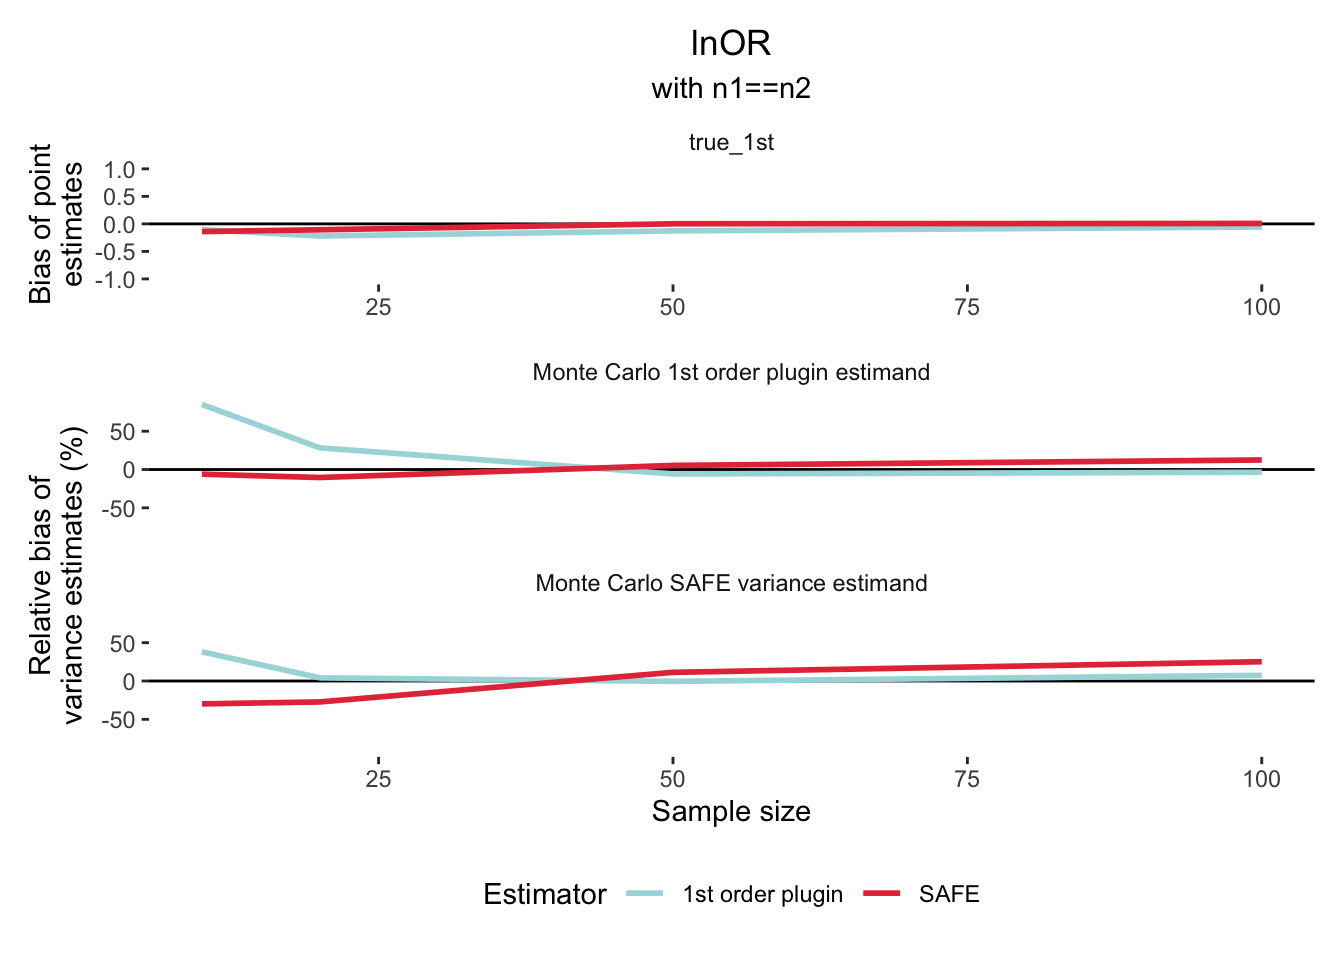 lnOR
with n1==n2
true_1st
Bias of point
estimates
1.0
0.5
0.0
-0.5
-1.0
25 50 75 100
Monte Carlo 1st order plugin estimand
Relative bias of
variance estimates (%)
50
0
-50
Monte Carlo SAFE variance estimand
50
0
-50
25 50 75 100
Sample size
Estimator 1st order plugin SAFE